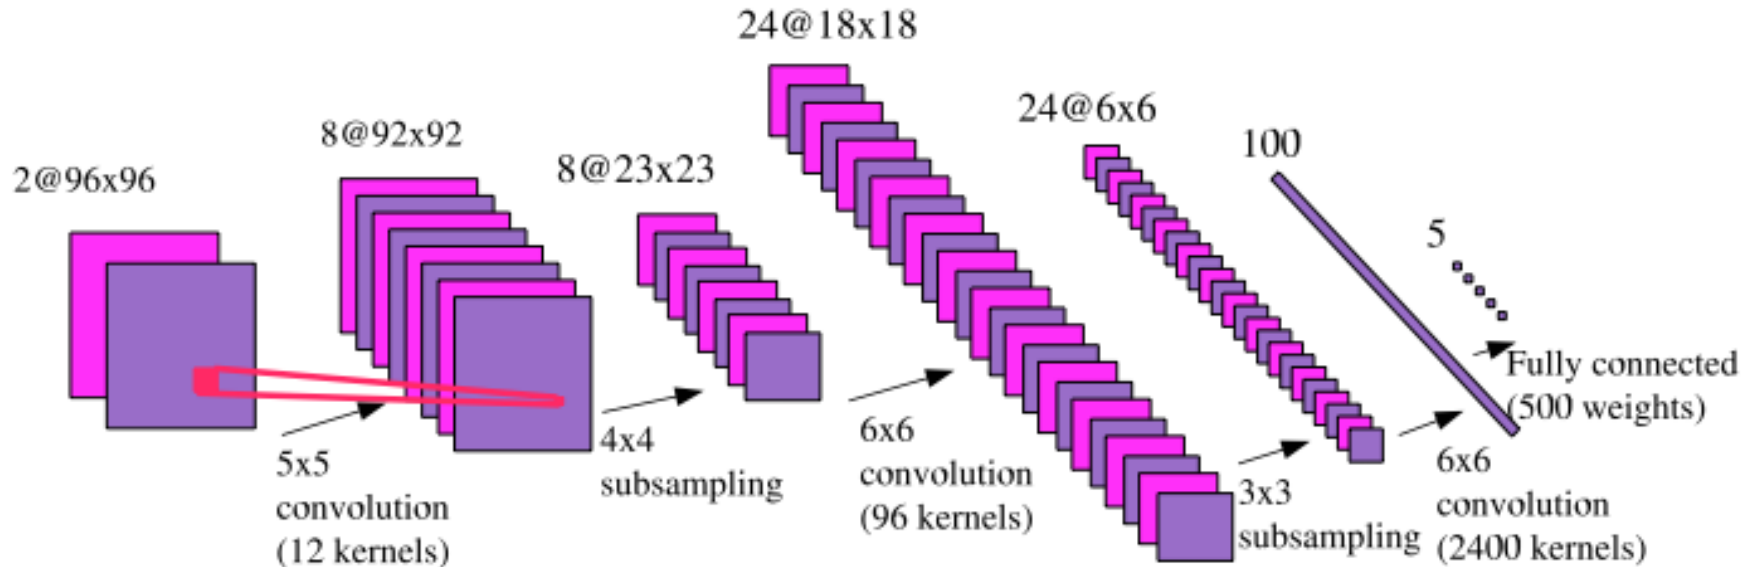 2@96x96
8@92x92
8@23x23
24@18x18
24@6x6
100
5
5x5
convolution
(12 kernels)
4x4
subsampling
6x6
convolution
(96 kernels)
3x3
subsampling
6x6
convolution
(2400 kernels)
Fully connected
(500 weights)